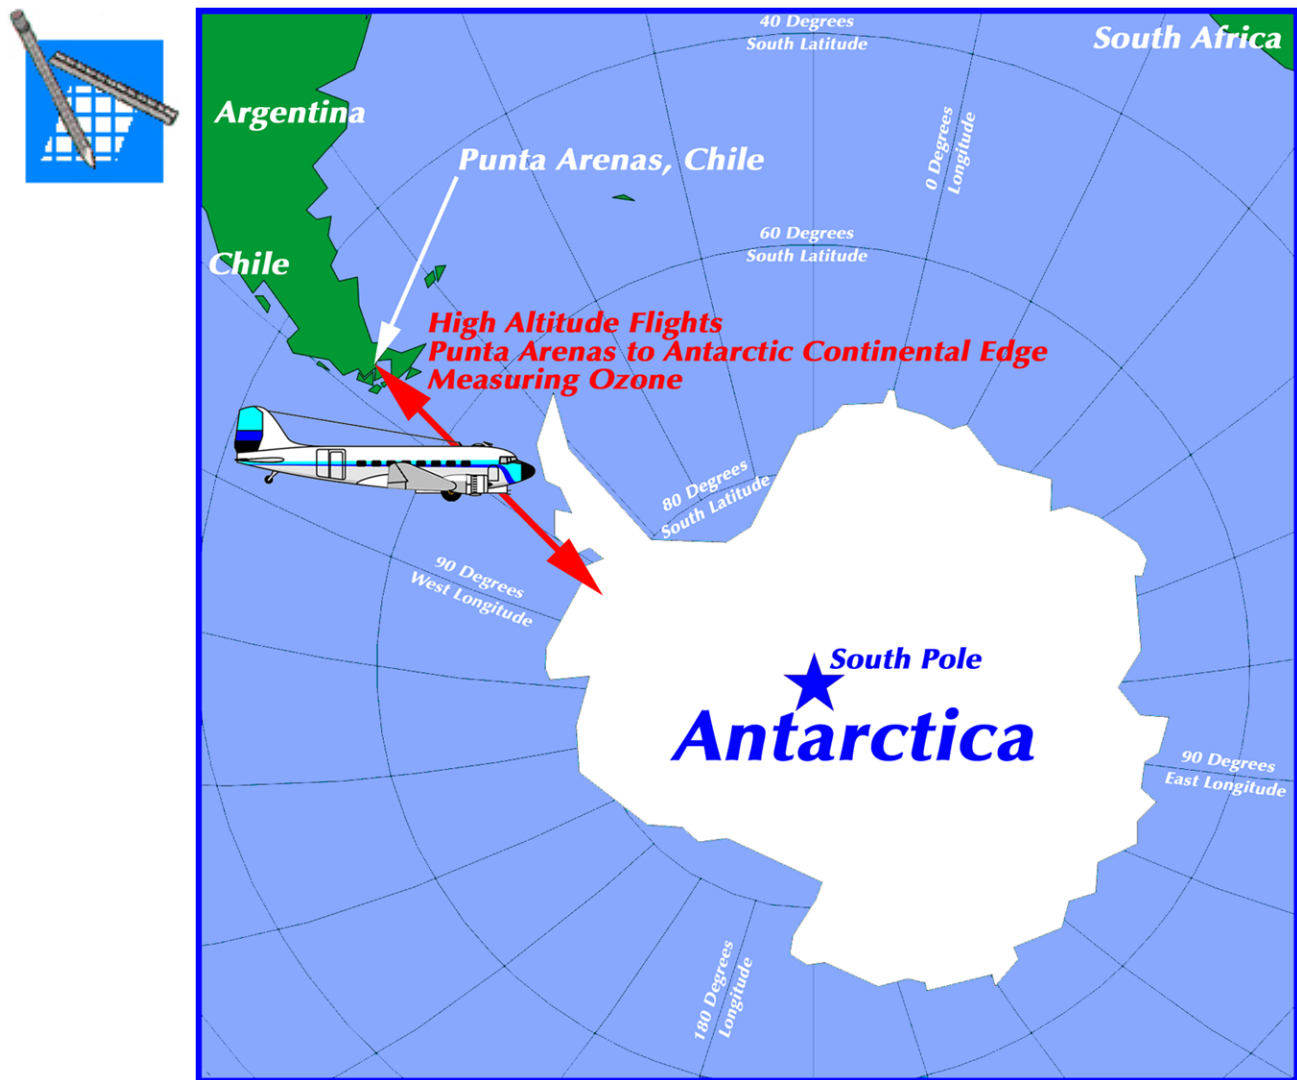 40 Degrees
South Latitude
South Africa
Argentina
0 Degrees
Longitude
Punta Arenas, Chile
60 Degrees
South Latitude
Chile
High Altitude Flights
Punta Arenas to Antarctic Continental Edge
Measuring Ozone
80 Degrees
South Latitude
90 Degrees
West Longitude
South Pole
Antarctica
90 Degrees
East Longitude
180 Degrees
Longitude